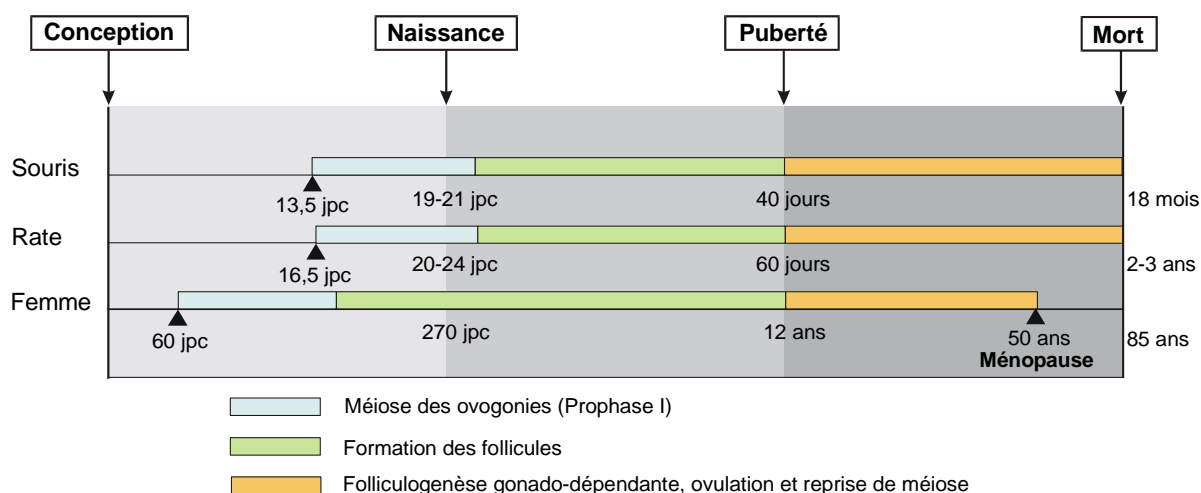 Conception Naissance Puberté Mort
Souris
13,5 jpc 19-21 jpc 40 jours 18 mois
Rate
16,5 jpc 20-24 jpc 60 jours 2-3 ans
Femme
60 jpc 270 jpc 12 ans 50 ans 85 ans
Ménopause
Méiose des ovogonies (Prophase I)
Formation des follicules
Folliculogenèse gonado-dépendante, ovulation et reprise de méiose